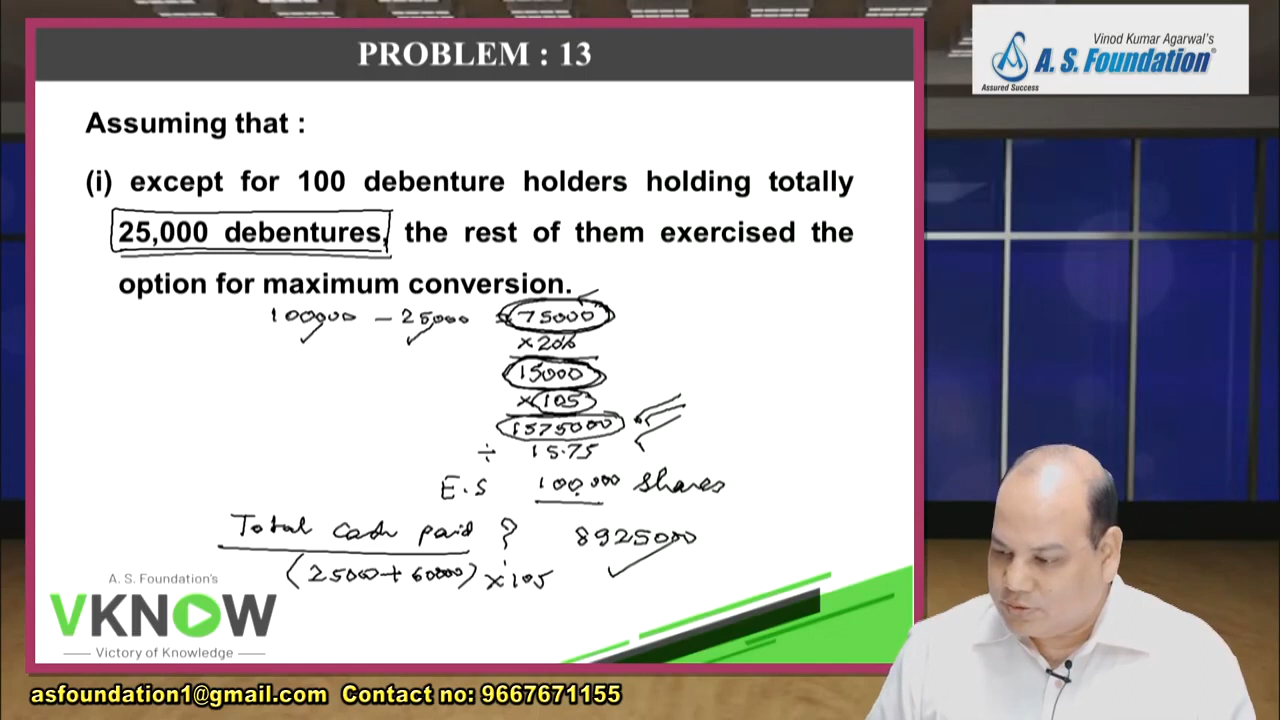 PROBLEM : 13
Vinod Kumar Agarwal's
A. S. Foundation®
Assured Success
Assuming that :
(i) except for 100 debenture holders holding totally
25,000 debentures, the rest of them exercised the
option for maximum conversion.
100000 - 25000 75000
×20%
15000
×105
1575000
÷ 15.75
E.S 100,000 shares
Total cash paid ? 8925000
(25000+60000) ×105
A. S. Foundation's
VKNOW
Victory of Knowledge
asfoundation1@gmail.com Contact no: 9667671155